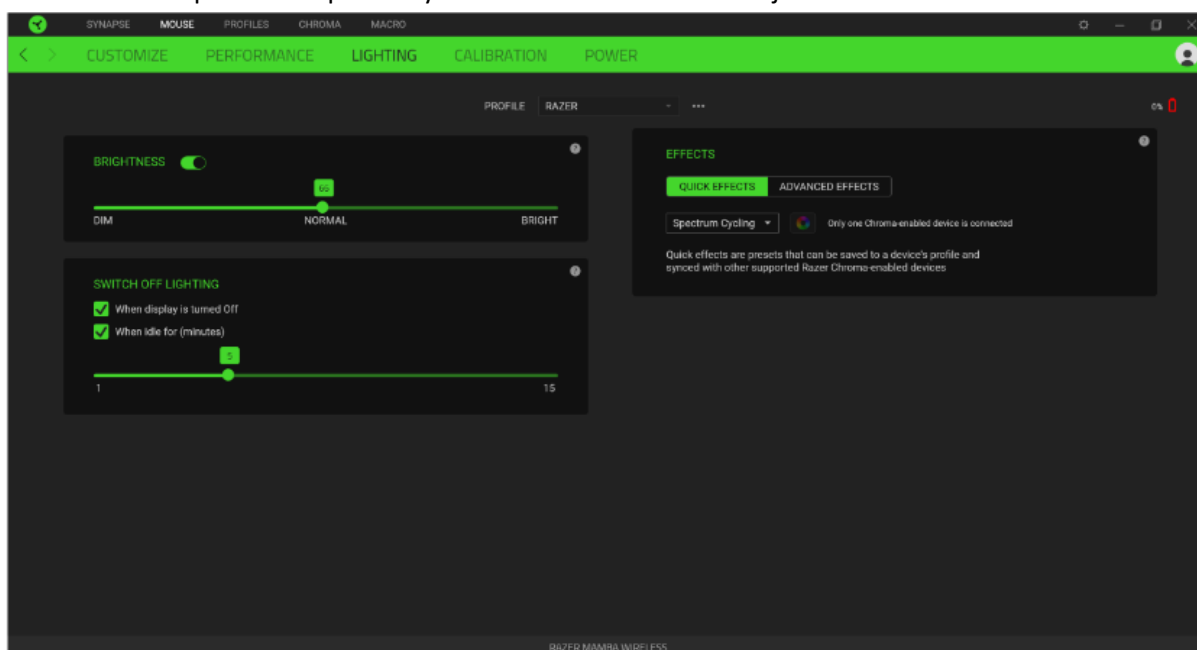 SYNAPSE MOUSE PROFILES CHROMA MACRO
CUSTOMIZE PERFORMANCE LIGHTING CALIBRATION POWER
PROFILE RAZER
0%
BRIGHTNESS
65
DIM NORMAL BRIGHT
SWITCH OFF LIGHTING
When display is turned Off
When Idle for (minutes)
5
1 15
EFFECTS
QUICK EFFECTS ADVANCED EFFECTS
Spectrum Cycling Only one Chroma-enabled device is connected
Quick effects are presets that can be saved to a device's profile and
synced with other supported Razer Chroma-enabled devices
RAZER MAMBA WIRELESS